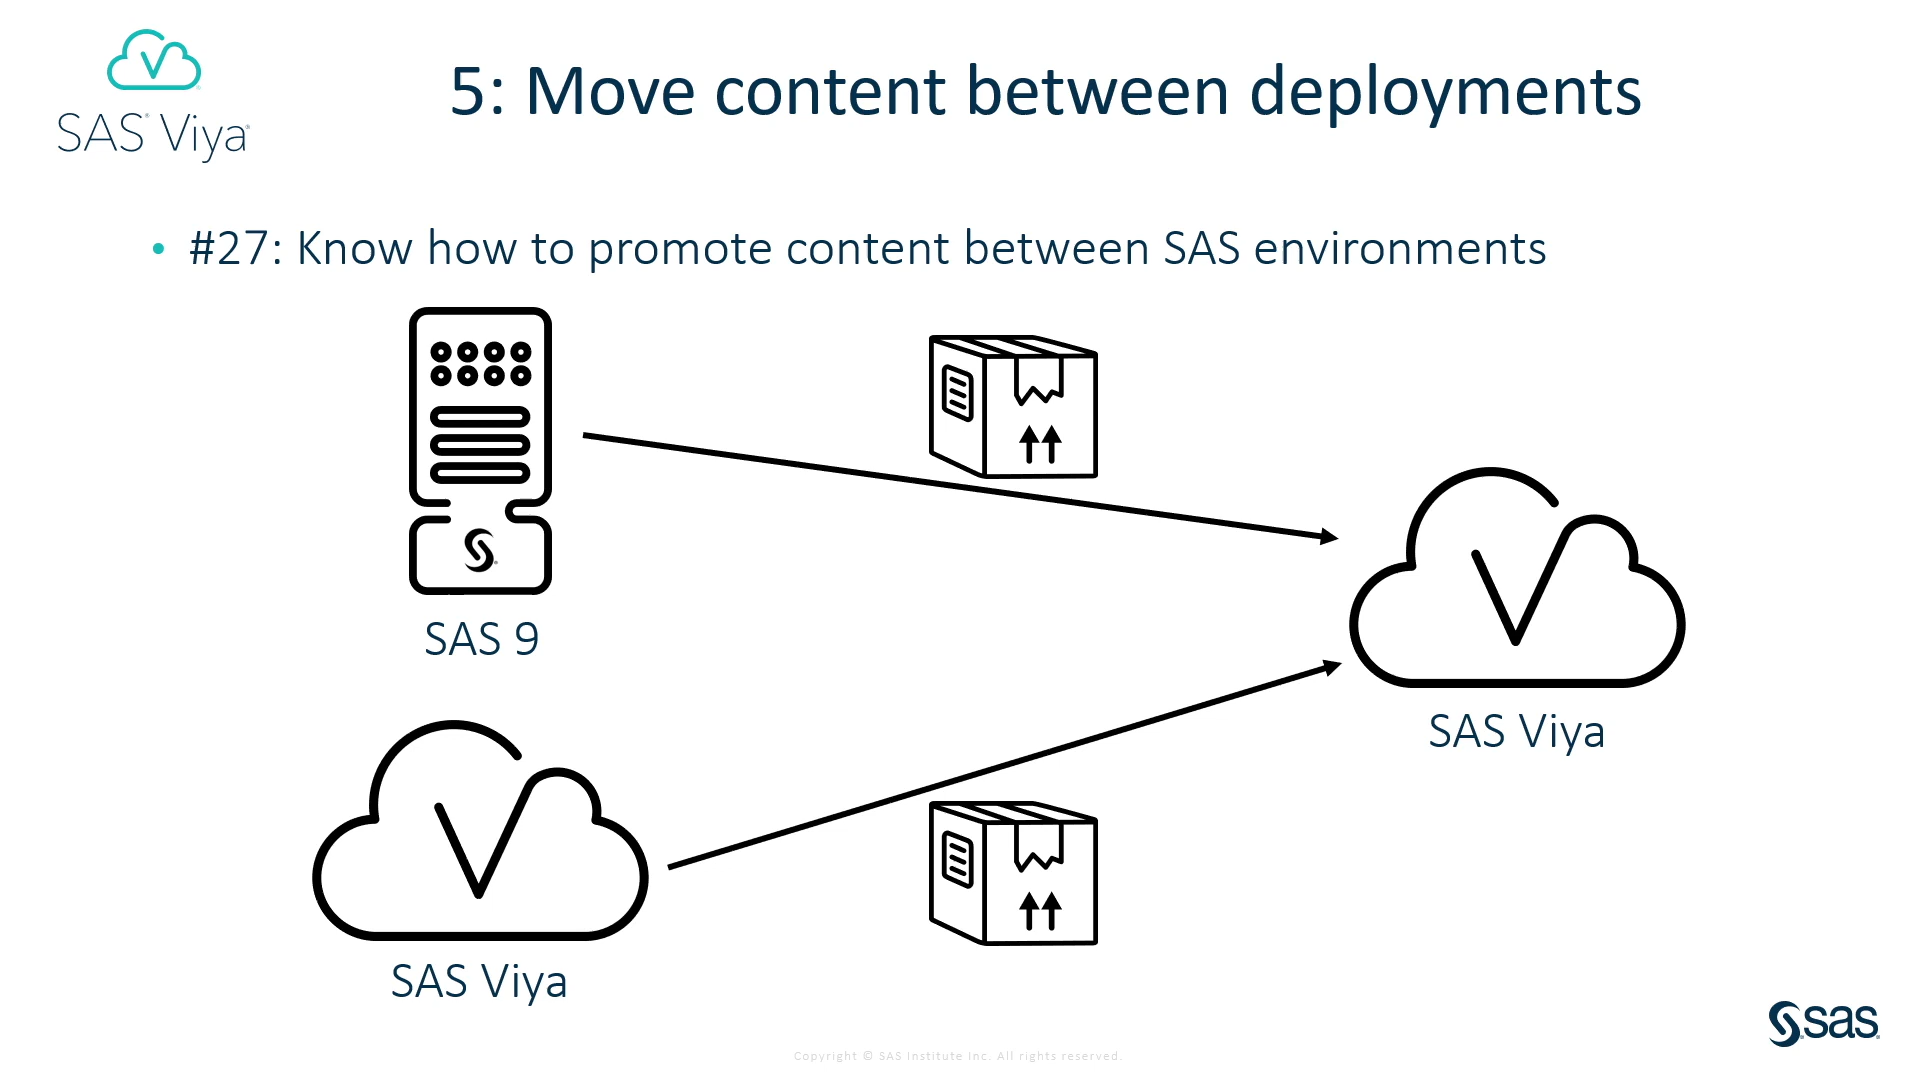 SAS® Viya®
5: Move content between deployments
• #27: Know how to promote content between SAS environments
SAS 9
SAS Viya
SAS Viya
sas
Copyright © SAS Institute Inc. All rights reserved.